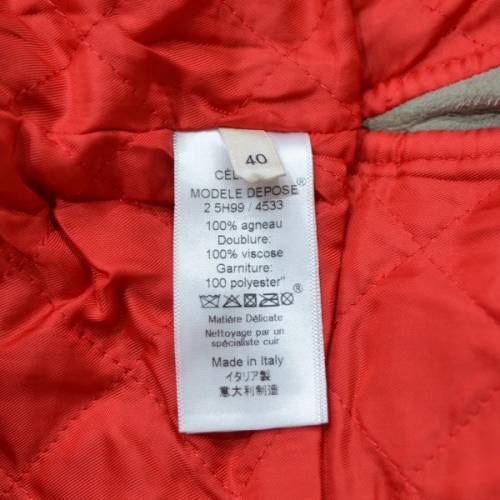 40
MODELE DEPOSE®
2 5H99 / 4533
100% agneau
Doublure:
100% viscose
Garniture:
100 polyester"®
Matière Délicate
Nettoyage par un
spécialiste cuir
Made in Italy
イタリア製
意大利制造